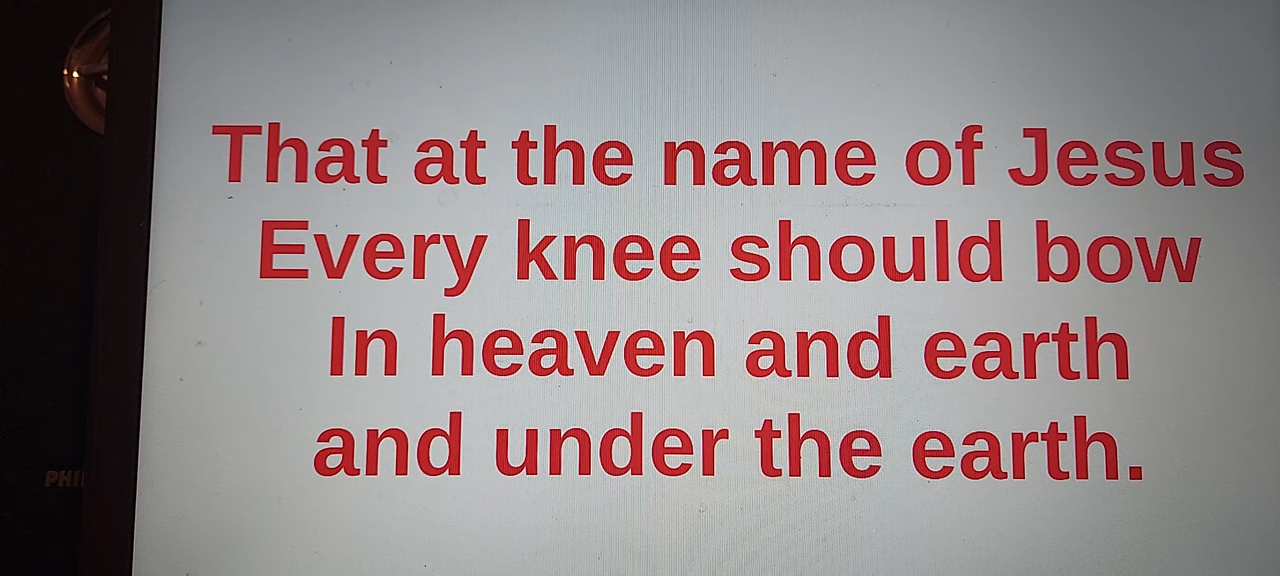 That at the name of Jesus
Every knee should bow
In heaven and earth
and under the earth.